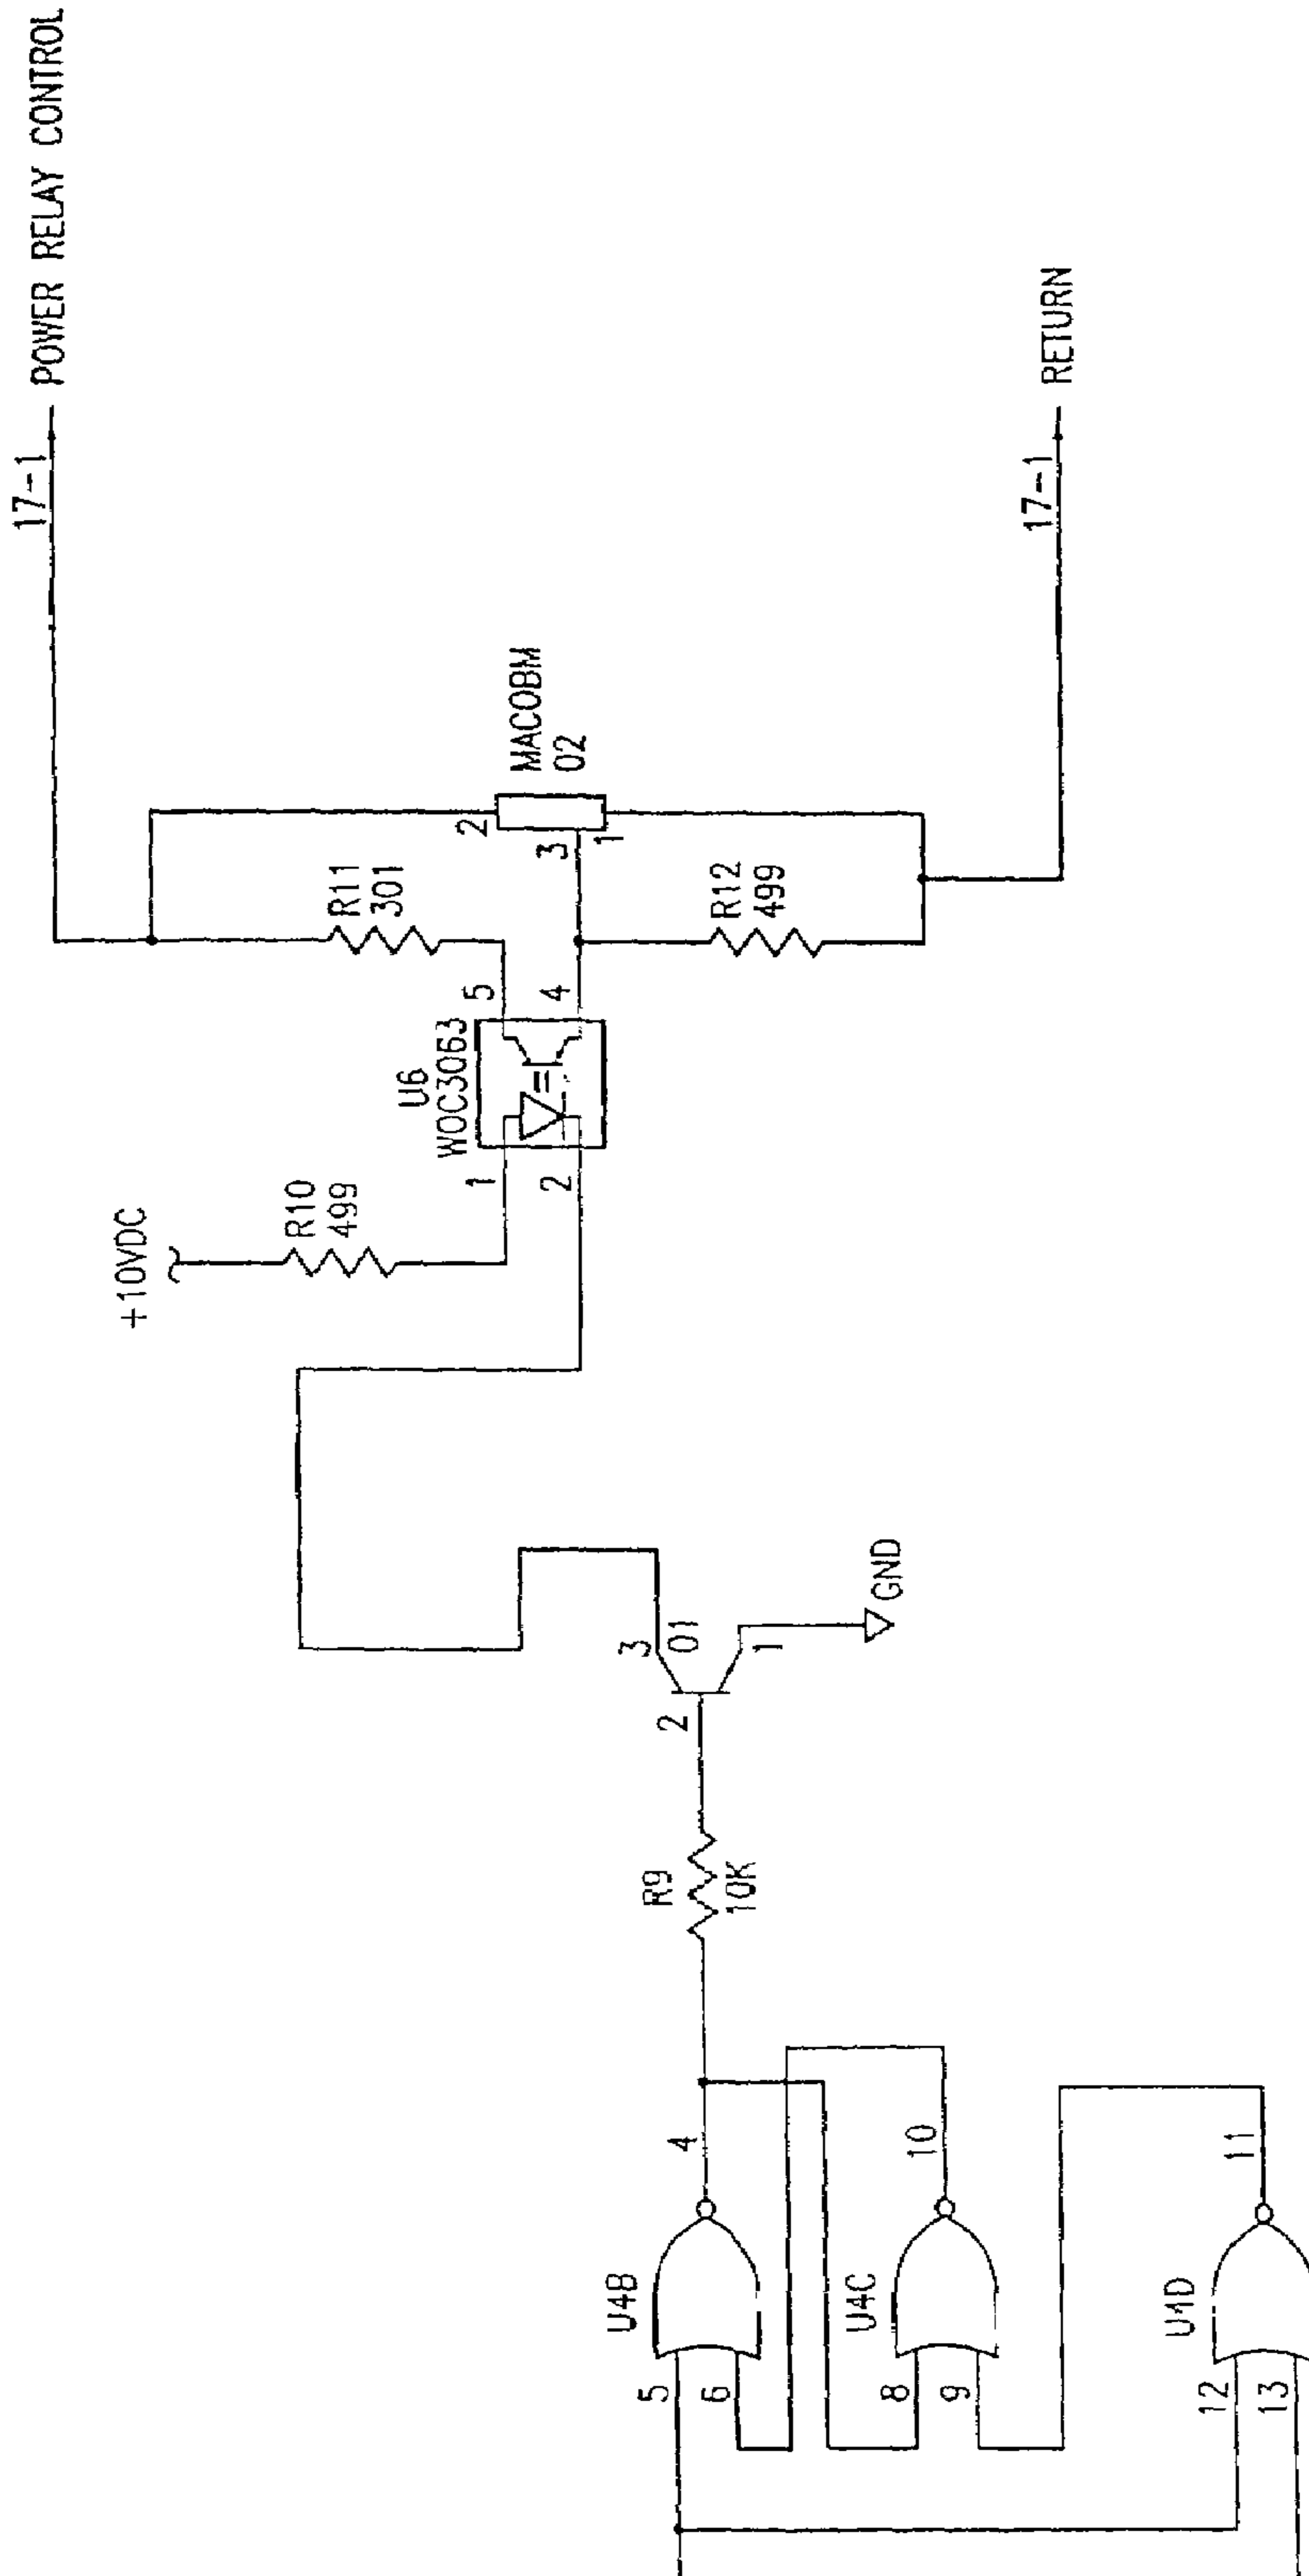 17-1 POWER RELAY CONTROL
+10VDC
R10
499
U6
WOC3063
1
2
5
4
R11
301
MACOBM
02
2
3
1
R12
499
17-1 RETURN
3
01
2
1
GND
R9
10K
U4B
5
6
4
U4C
8
9
10
U4D
12
13
11